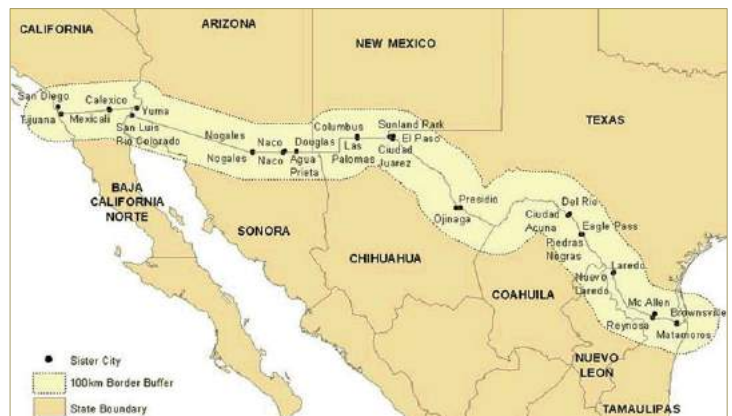 CALIFORNIA
ARIZONA
NEW MEXICO
TEXAS
San Diego
Tijuana
Calexico
Mexicali
Yuma
San Luis
Rio Colorado
Nogales
Nogales
Naco
Naco
Douglas
Agua
Prieta
Columbus
Las
Palomas
Sunland Park
El Paso
Ciudad
Juarez
Presidio
Ojinaga
Del Rio
Ciudad
Acuna
Eagle Pass
Piedras
Negras
Laredo
Nuevo
Laredo
Mc Allen
Reynosa
Brownsville
Matamoros
BAJA
CALIFORNIA
NORTE
SONORA
CHIHUAHUA
COAHUILA
NUEVO
LEON
TAMAULIPAS
Sister City
100km Border Buffer
State Boundary